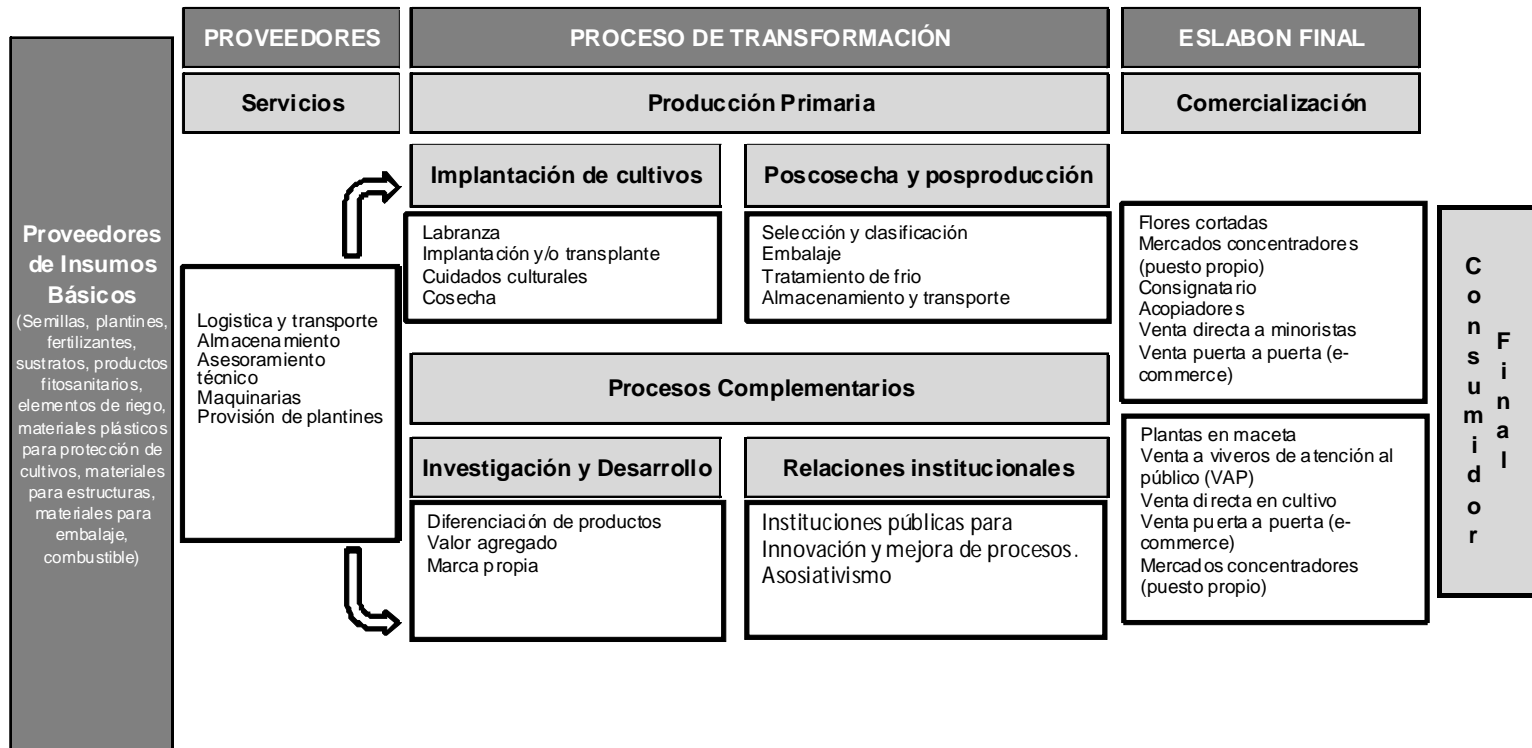 Proveedores
de Insumos
Básicos
(Semillas, plantines,
fertilizantes,
sustratos, productos
fitosanitarios,
elementos de riego,
materiales plásticos
para protección de
cultivos, materiales
para estructuras,
materiales para
embalaje,
combustible)
PROVEEDORES
Servicios
Logistica y transporte
Almacenamiento
Asesoramiento
técnico
Maquinarias
Provisión de plantines
PROCESO DE TRANSFORMACIÓN
Producción Primaria
Implantación de cultivos
Labranza
Implantación y/o transplante
Cuidados culturales
Cosecha
Poscosecha y posproducción
Selección y clasificación
Embalaje
Tratamiento de frio
Almacenamiento y transporte
Procesos Complementarios
Investigación y Desarrollo
Diferenciación de productos
Valor agregado
Marca propia
Relaciones institucionales
Instituciones públicas para
Innovación y mejora de procesos.
Asosiativismo
ESLABON FINAL
Comercialización
Flores cortadas
Mercados concentradores
(puesto propio)
Consignatario
Acopiadores
Venta directa a minoristas
Venta puerta a puerta (e-
commerce)
Plantas en maceta
Venta a viveros de atención al
público (VAP)
Venta directa en cultivo
Venta puerta a puerta (e-
commerce)
Mercados concentradores
(puesto propio)
Consumidor
Final